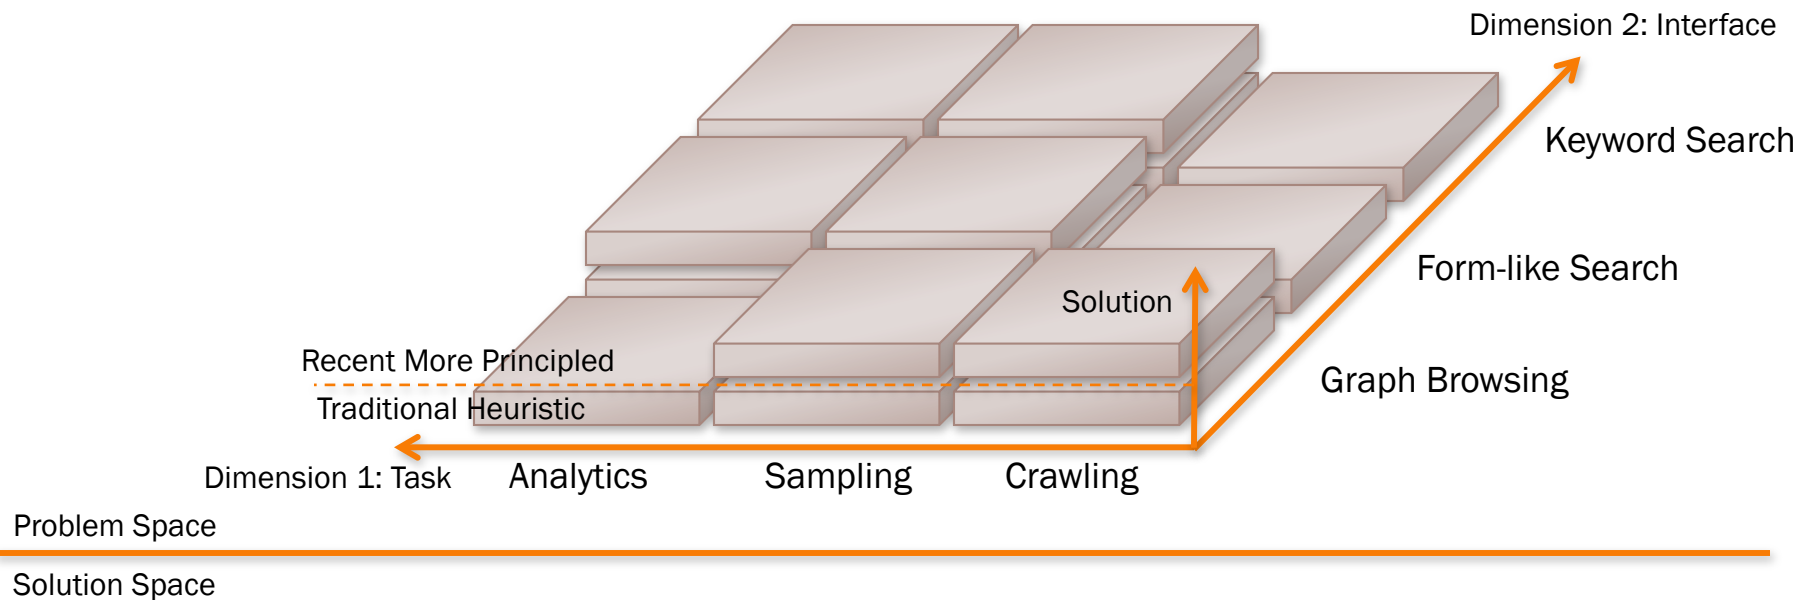 Dimension 2: Interface
Keyword Search
Form-like Search
Solution
Recent More Principled
Graph Browsing
Traditional Heuristic
Dimension 1: Task
Analytics
Sampling
Crawling
Problem Space
Solution Space